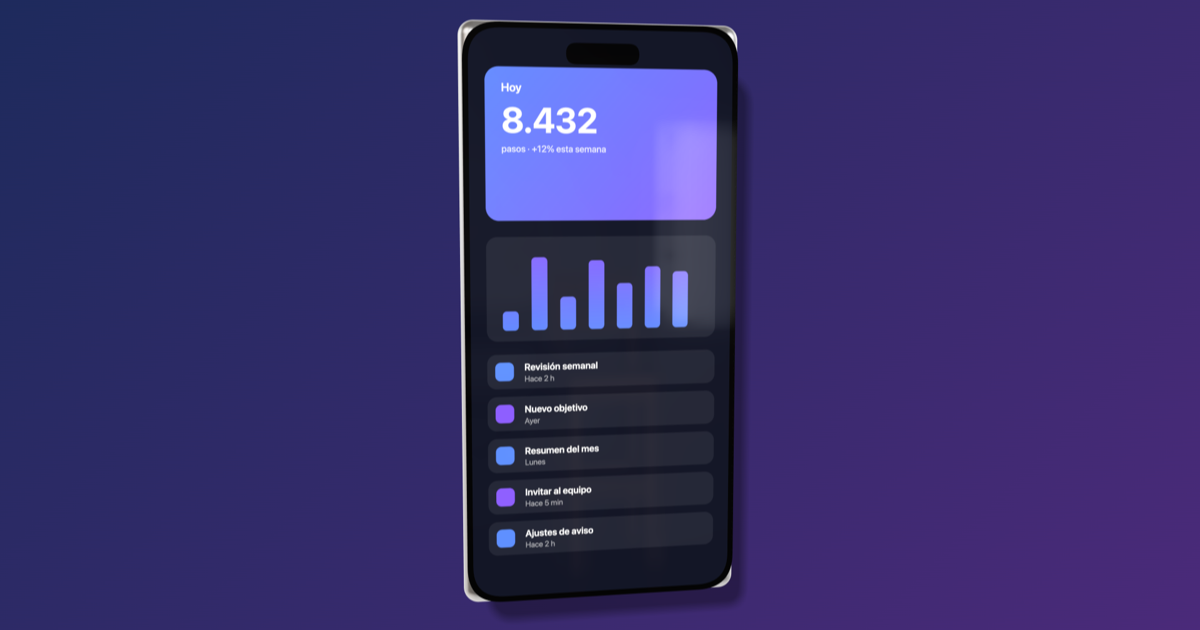 Hoy
8.432
pasos · +12% esta semana
Revisión semanal
Hace 2 h
Nuevo objetivo
Ayer
Resumen del mes
Lunes
Invitar al equipo
Hace 5 min
Ajustes de aviso
Hace 2 h